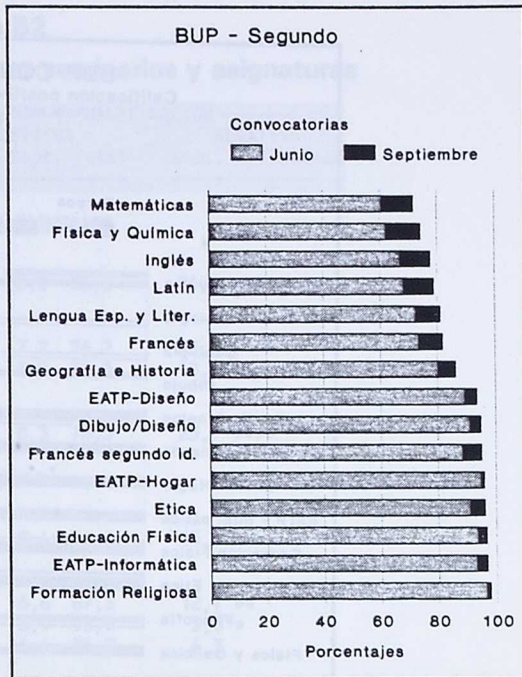 BUP - Segundo
Convocatorias
Junio Septiembre
Matemáticas
Física y Química
Inglés
Latín
Lengua Esp. y Liter.
Francés
Geografía e Historia
EATP-Diseño
Dibujo/Diseño
Francés segundo id.
EATP-Hogar
Etica
Educación Física
EATP-Informática
Formación Religiosa
0 20 40 60 80 100
Porcentajes